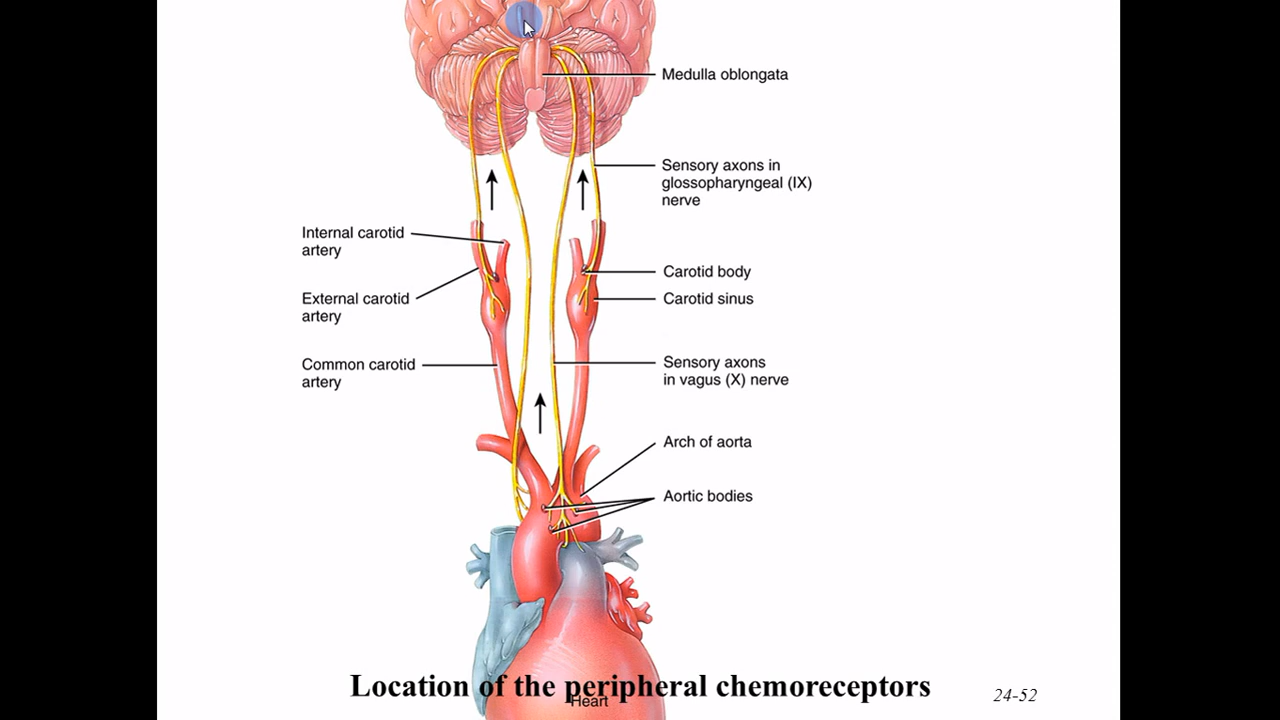 Medulla oblongata
Sensory axons in
glossopharyngeal (IX)
nerve
Internal carotid
artery
Carotid body
External carotid
artery
Carotid sinus
Common carotid
artery
Sensory axons
in vagus (X) nerve
Arch of aorta
Aortic bodies
Location of the peripheral chemoreceptors
Heart
24-52